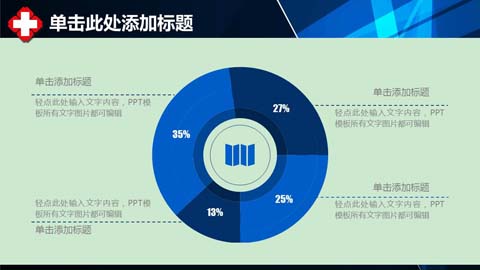 单击此处添加标题
单击添加标题
轻点此处输入文字内容，PPT模
板所有文字图片都可编辑
单击添加标题
轻点此处输入文字内容，PPT模
板所有文字图片都可编辑
35%
27%
13%
25%
轻点此处输入文字内容，PPT模
板所有文字图片都可编辑
单击添加标题
单击添加标题
轻点此处输入文字内容，PPT模
板所有文字图片都可编辑